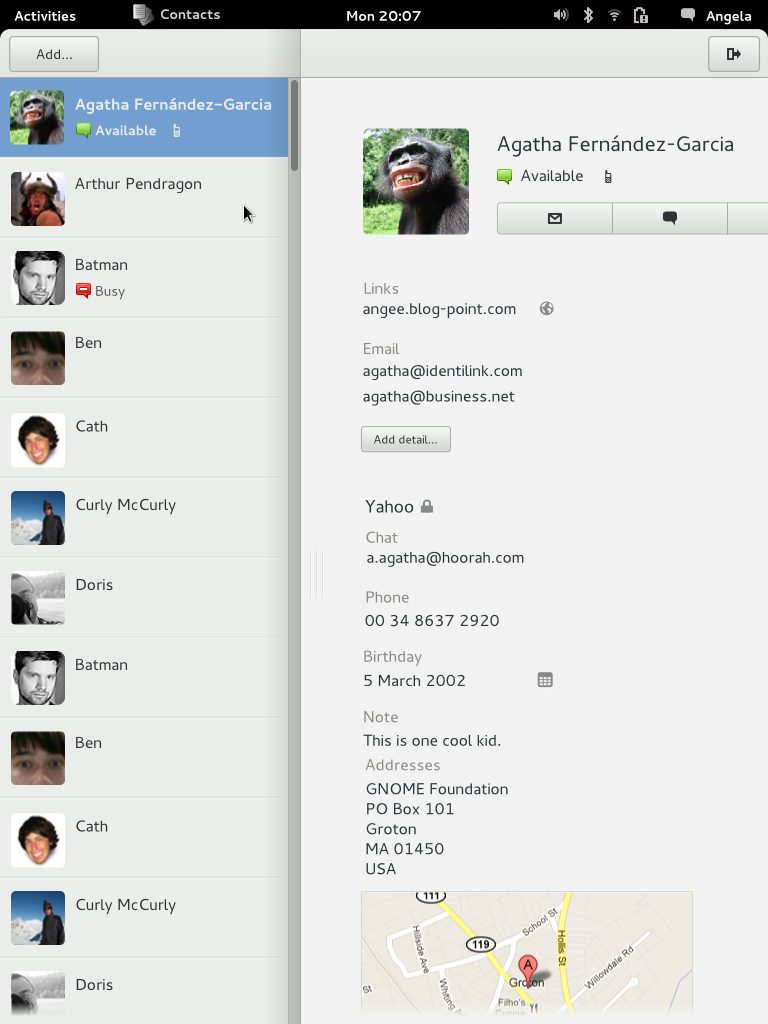 Activities
Contacts
Mon 20:07
Angela
Add...
Agatha Fernández-Garcia
Available
Arthur Pendragon
Batman
Busy
Ben
Cath
Curly McCurly
Doris
Batman
Ben
Cath
Curly McCurly
Doris
Agatha Fernández-Garcia
Available
Links
angee.blog-point.com
Email
agatha@identilink.com
agatha@business.net
Add detail...
Yahoo
Chat
a.agatha@hoorah.com
Phone
00 34 8637 2920
Birthday
5 March 2002
Note
This is one cool kid.
Addresses
GNOME Foundation
PO Box 101
Groton
MA 01450
USA
111
119
School St
Hollis St
Hillside Ave
Willowdale Rd
A
Groton
Whiting
St
Filho's
Cucina